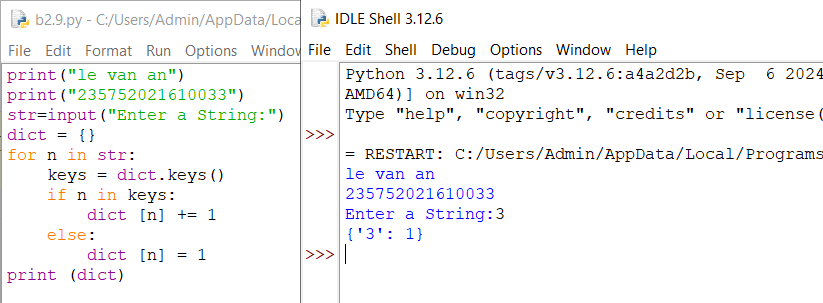 b2.9.py - C:/Users/Admin/AppData/Loca
File Edit Format Run Options Window
print("le van an")
print("235752021610033")
str=input("Enter a String:")
dict = {}
for n in str:
    keys = dict.keys()
    if n in keys:
        dict [n] += 1
    else:
        dict [n] = 1
print (dict)
IDLE Shell 3.12.6
File Edit Shell Debug Options Window Help
Python 3.12.6 (tags/v3.12.6:a4a2d2b, Sep  6 2024
AMD64)] on win32
Type "help", "copyright", "credits" or "license(
>>>
= RESTART: C:/Users/Admin/AppData/Local/Programs
le van an
235752021610033
Enter a String:3
{'3': 1}
>>>